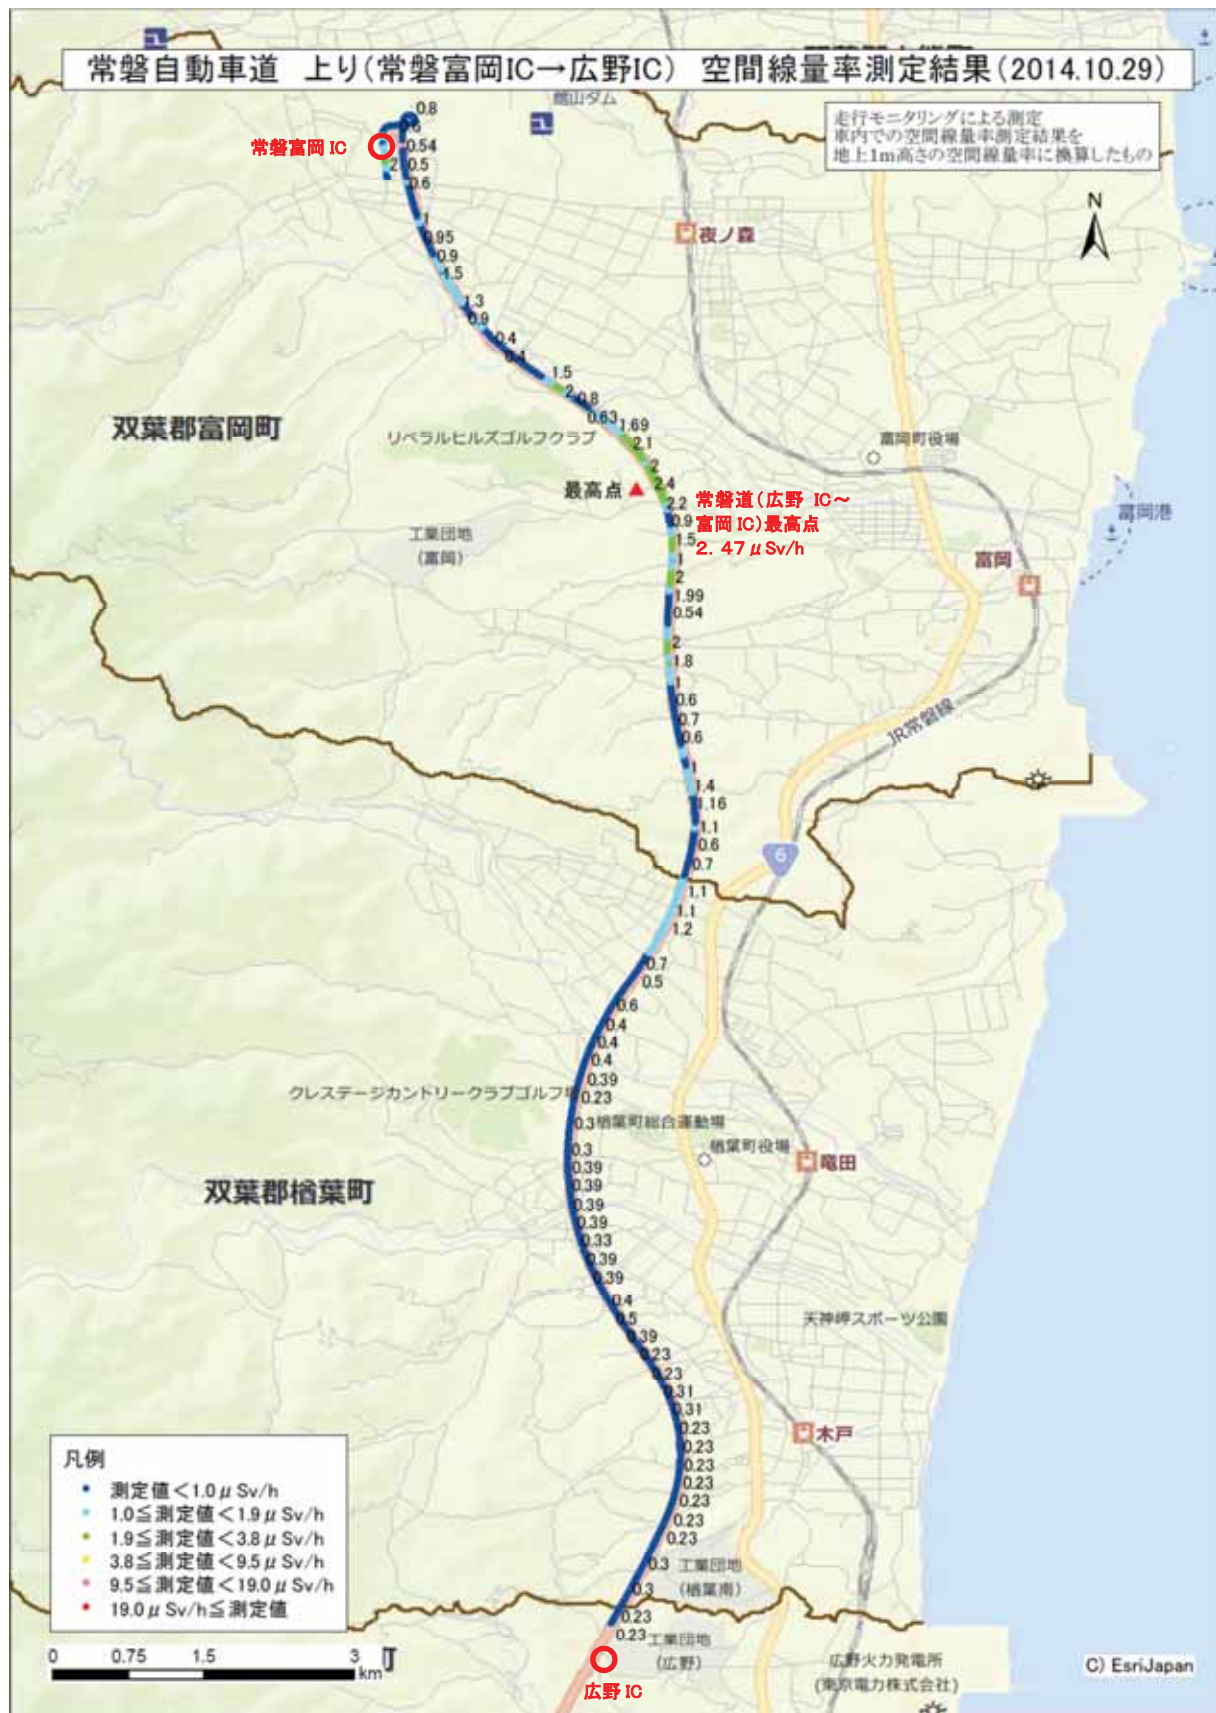 常磐自動車道　上り(常磐富岡IC→広野IC)　空間線量率測定結果(2014.10.29)
走行モニタリングによる測定
車内での空間線量率測定結果を
地上1m高さの空間線量率に換算したもの
N
0.8
常磐富岡 IC
0.54
2
0.5
0.6
夜ノ森
1
0.95
0.9
1.5
1.3
0.9
0.4
0.4
1.5
2
0.8
0.63
1.69
双葉郡富岡町
リベラルヒルズゴルフクラブ
2.1
富岡町役場
2
2.4
最高点
2.2
常磐道(広野 IC～
富岡 IC)最高点
2. 47 μ Sv/h
0.9
富岡港
工業団地
(富岡)
1.5
1
2
富岡
1.99
0.54
2
1.8
1
0.6
0.7
0.6
JR常磐線
1
1.4
1.16
1.1
0.6
0.7
6
1.1
1.1
1.2
0.7
0.5
0.6
0.4
0.4
0.4
0.39
クレステージカントリークラブゴルフ場
0.23
0.3
楢葉町総合運動場
楢葉町役場
0.3
0.39
竜田
双葉郡楢葉町
0.39
0.39
0.39
0.33
0.39
0.39
0.4
0.5
天神岬スポーツ公園
0.39
0.23
0.23
0.31
0.31
0.23
木戸
0.23
0.23
0.23
0.23
0.23
0.23
0.3
工業団地
(楢葉南)
0.3
0.23
0.23
工業団地
(広野)
広野 IC
広野火力発電所
(東京電力株式会社)
凡例
測定値＜1.0 μ Sv/h
1.0≦測定値＜1.9 μ Sv/h
1.9≦測定値＜3.8 μ Sv/h
3.8≦測定値＜9.5 μ Sv/h
9.5≦測定値＜19.0 μ Sv/h
19.0 μ Sv/h≦測定値
0 0.75 1.5 3
km
C) EsriJapan